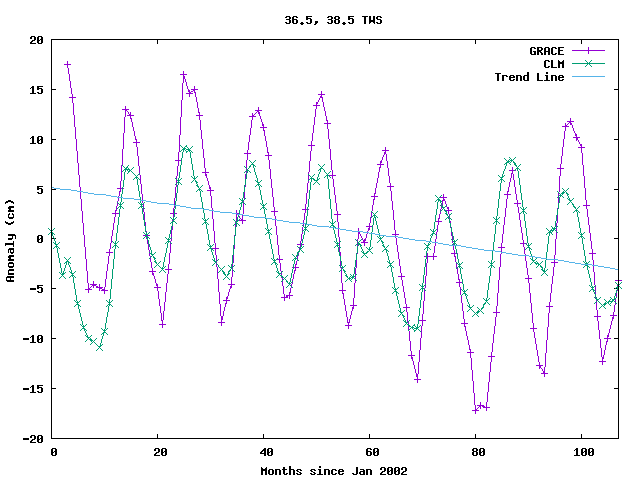 36.5, 38.5 TWS
GRACE
CLM
Trend Line
20
15
10
5
0
-5
-10
-15
-20
Anomaly (cm)
0 20 40 60 80 100
Months since Jan 2002